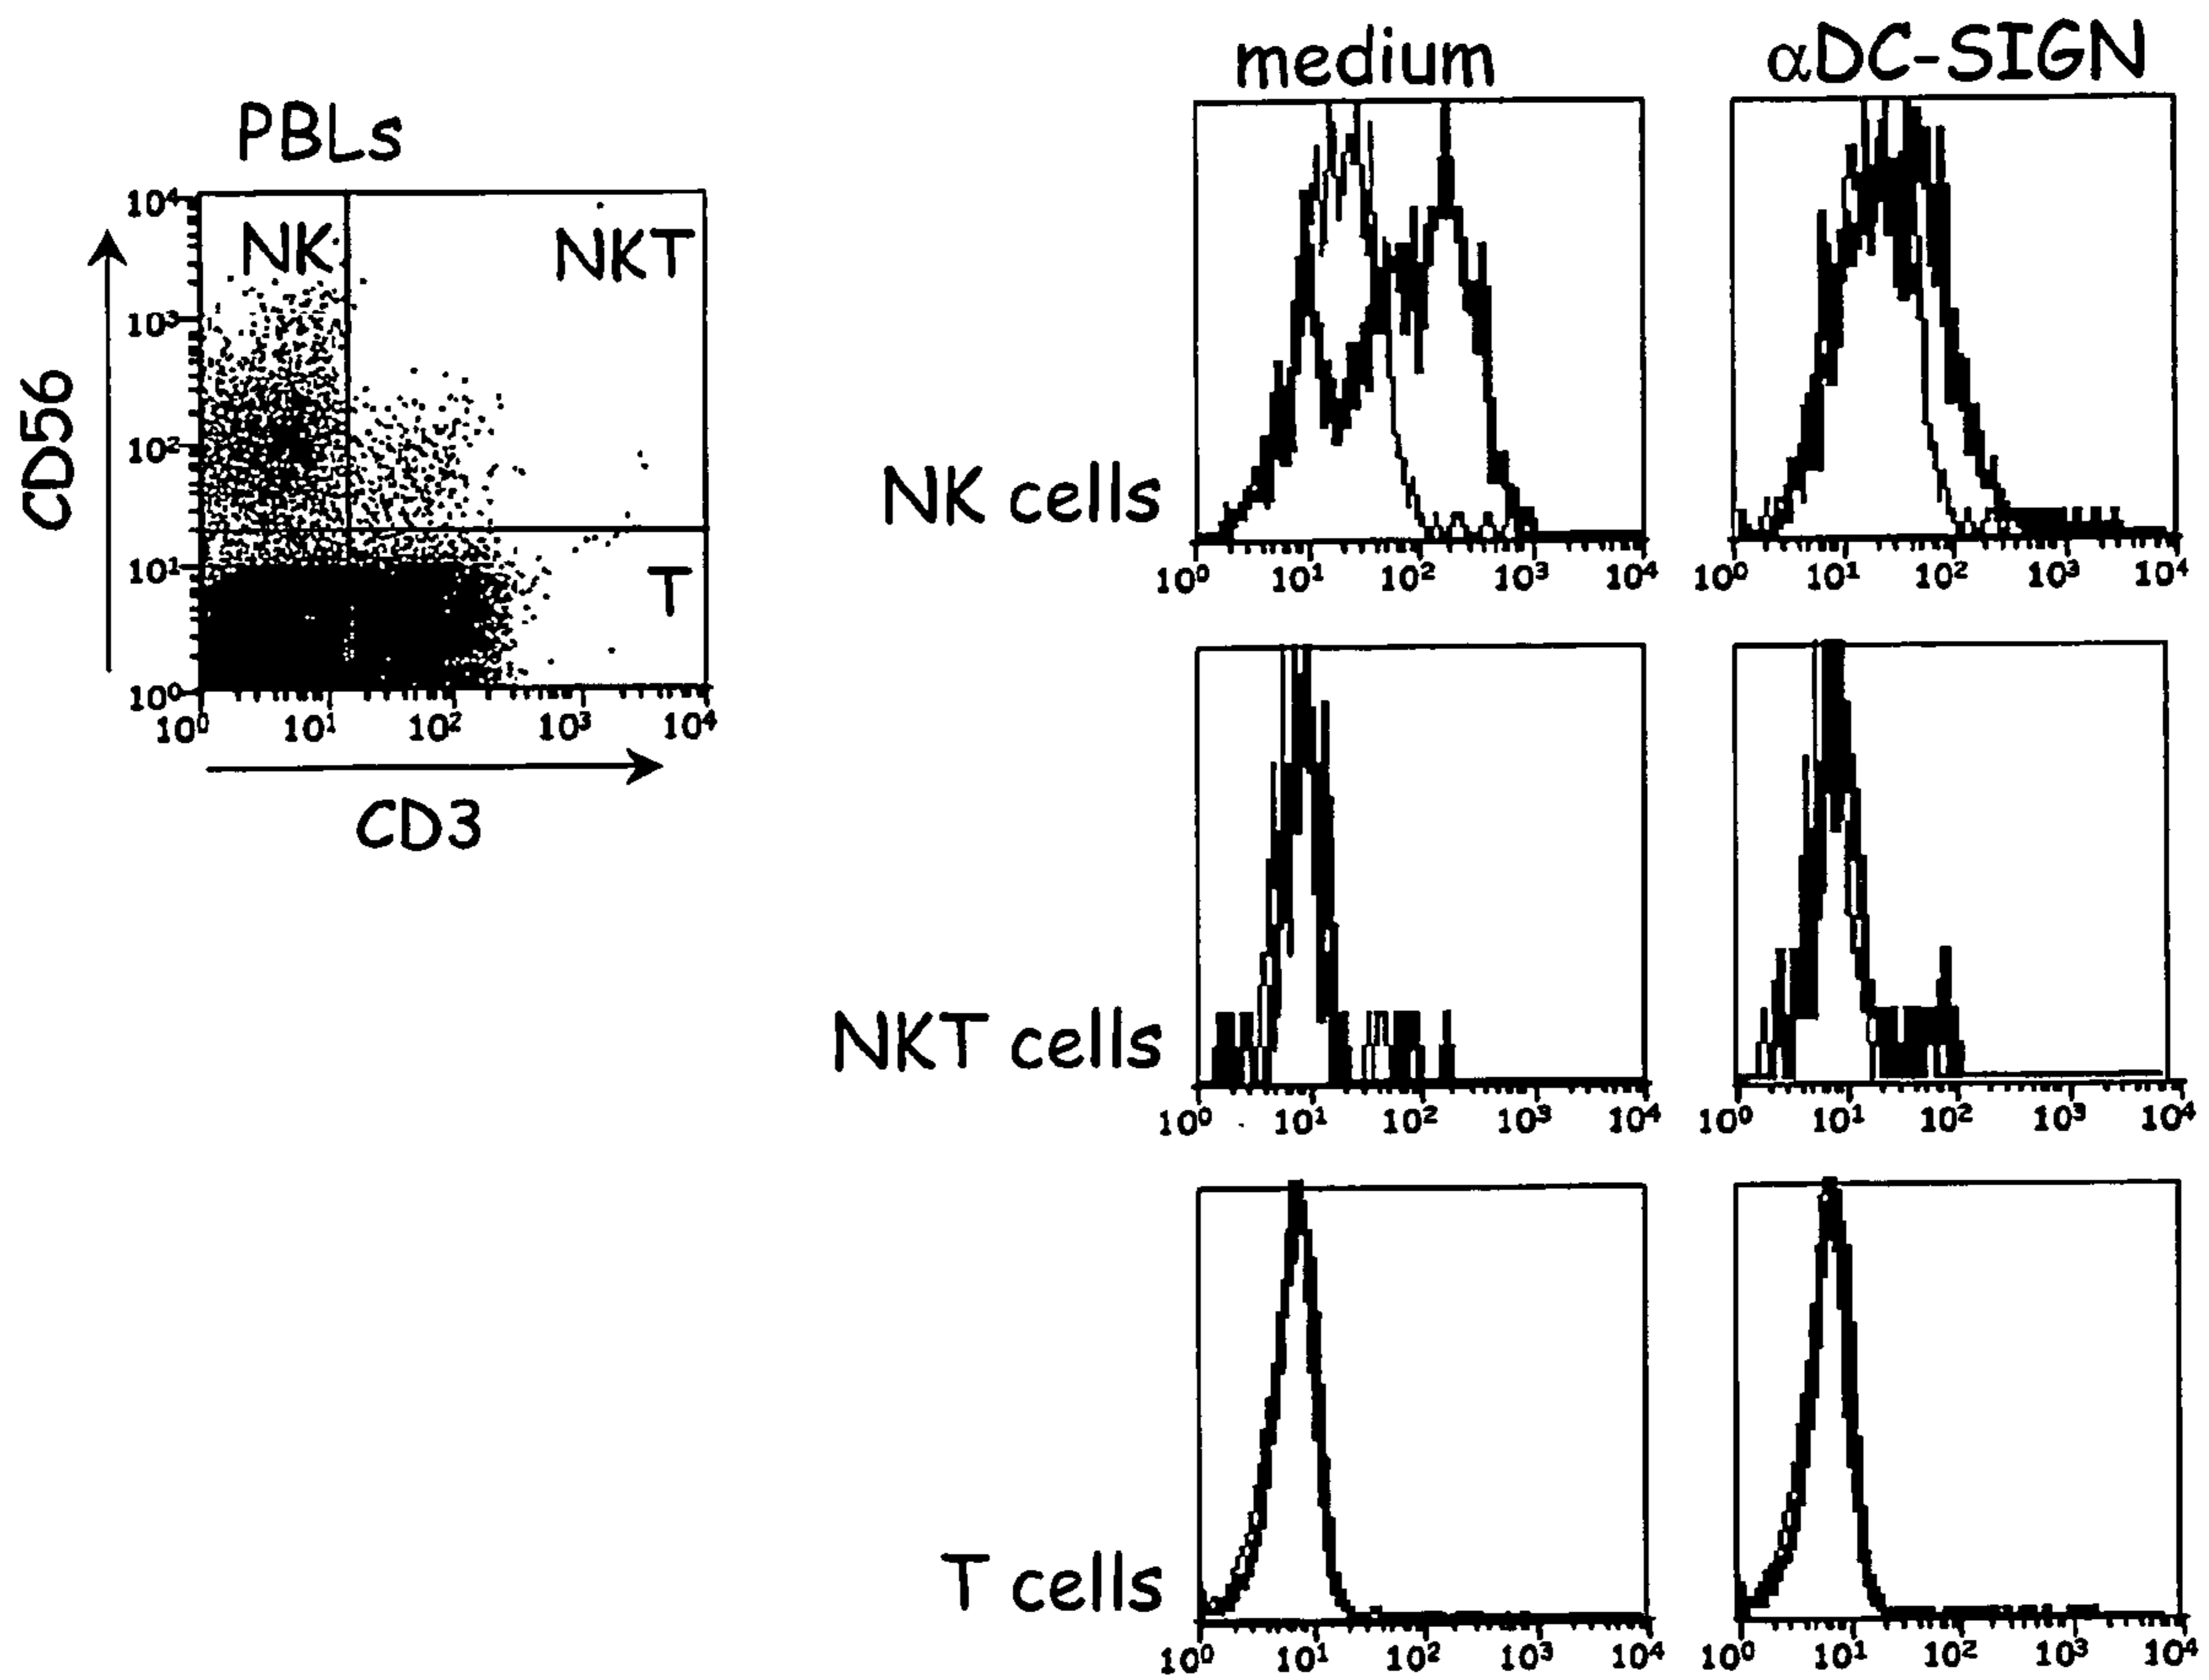 PBLs
10⁴
10³
10²
10¹
10⁰
NK
NKT
T
CD56
10⁰ 10¹ 10² 10³ 10⁴
CD3
medium
αDC-SIGN
NK cells
10⁰ 10¹ 10² 10³ 10⁴
10⁰ 10¹ 10² 10³ 10⁴
NKT cells
10⁰ 10¹ 10² 10³ 10⁴
10⁰ 10¹ 10² 10³ 10⁴
T cells
10⁰ 10¹ 10² 10³ 10⁴
10⁰ 10¹ 10² 10³ 10⁴